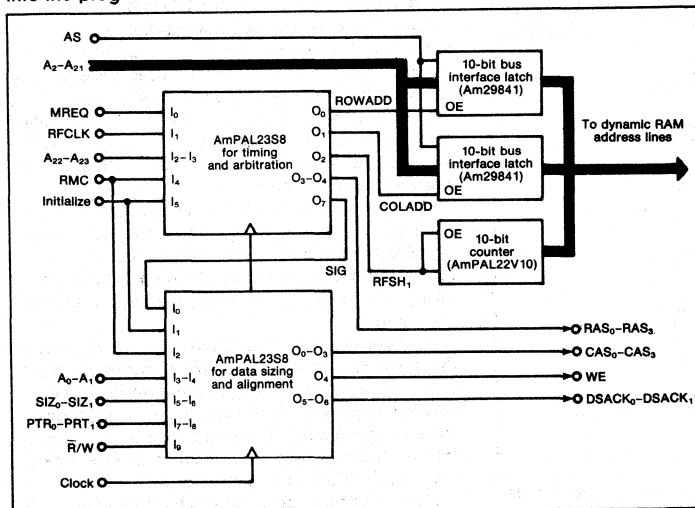 AS
A₂–A₂₁
MREQ
RFCLK
A₂₂–A₂₃
RMC
Initialize
I₀
I₁
I₂–I₃
I₄
I₅
AmPAL23S8
for timing
and arbitration
O₀
O₁
O₂
O₃–O₄
O₇
ROWADD
COLADD
RFSH₁
SIG
10-bit bus
interface latch
(Am29841)
OE
10-bit bus
interface latch
(Am29841)
OE
OE
10-bit
counter
(AmPAL22V10)
To dynamic RAM
address lines
I₀
I₁
I₂
I₃–I₄
I₅–I₆
I₇–I₈
I₉
AmPAL23S8
for data sizing
and alignment
O₀–O₃
O₄
O₅–O₆
A₀–A₁
SIZ₀–SIZ₁
PTR₀–PRT₁
R̅/W
Clock
RAS₀–RAS₃
CAS₀–CAS₃
WE
DSACK₀–DSACK₁